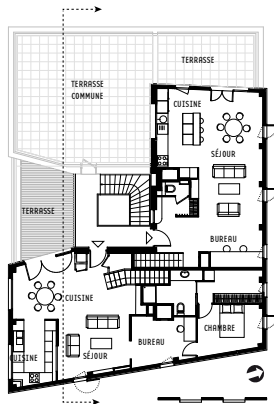 TERRASSE
TERRASSE
COMMUNE
CUISINE
SÉJOUR
TERRASSE
BUREAU
CUISINE
CUISINE
SÉJOUR
BUREAU
CHAMBRE